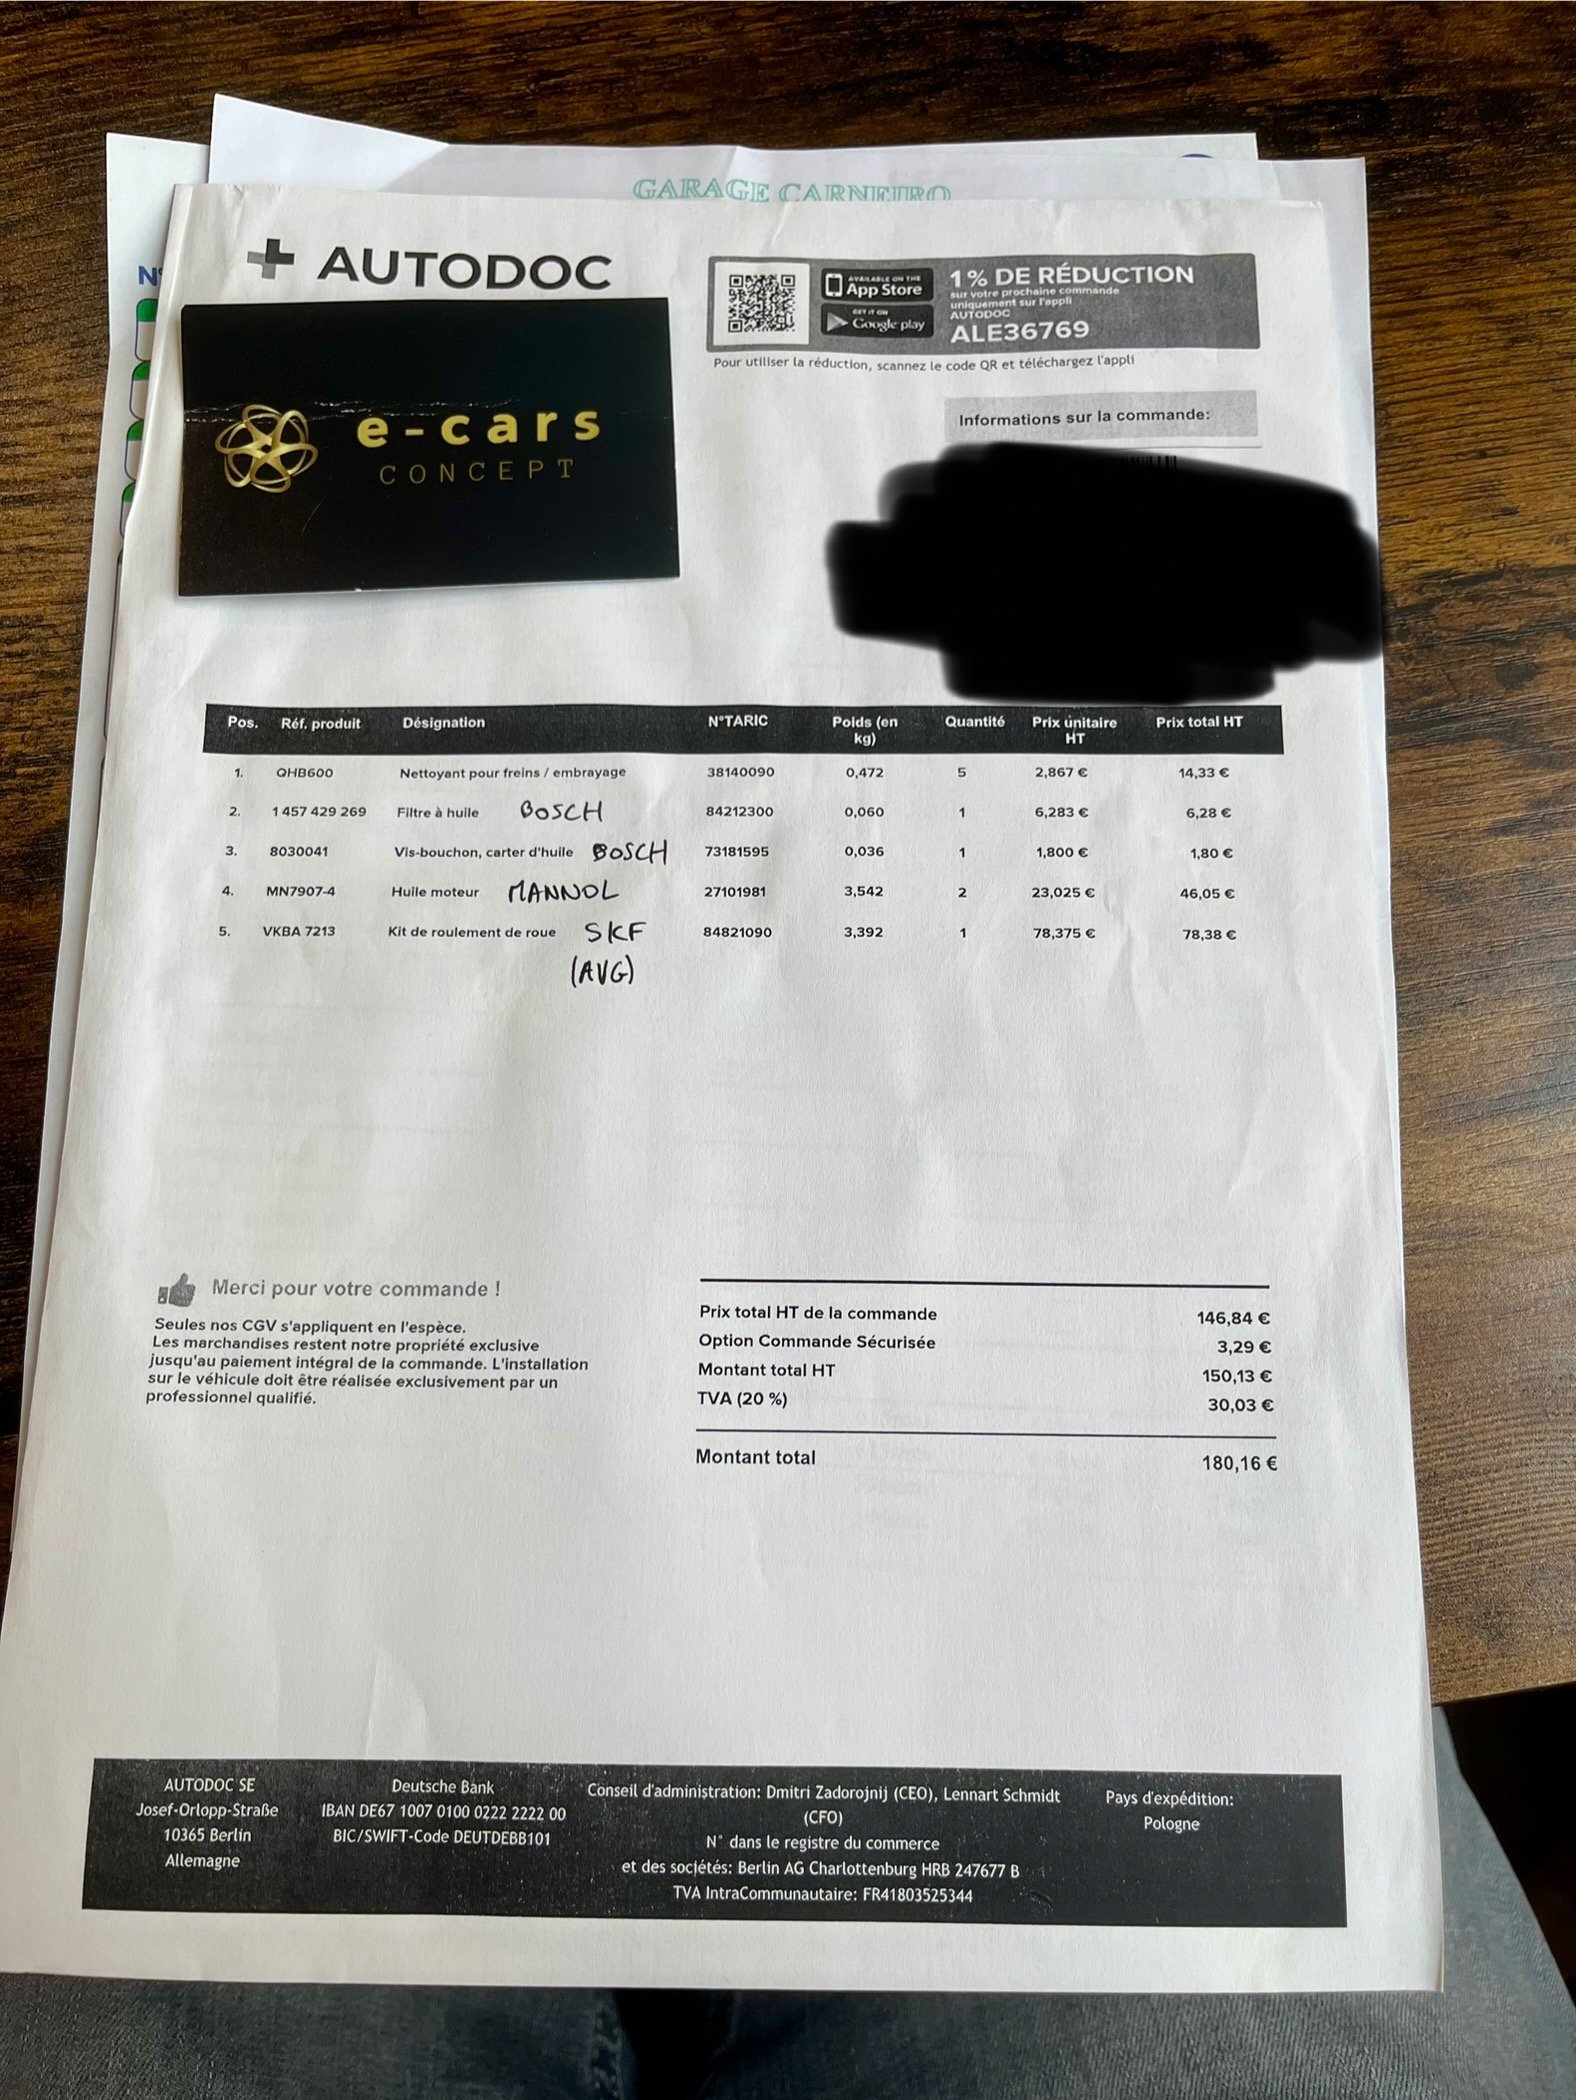 GARAGE CARNEIRO
N°
AUTODOC
e-cars
CONCEPT
AVAILABLE ON THE
App Store
GET IT ON
Google play
1% DE RÉDUCTION
sur votre prochaine commande
uniquement sur l'appli
AUTODOC
ALE36769
Pour utiliser la réduction, scannez le code QR et téléchargez l'appli
Informations sur la commande:
Pos. Réf. produit Désignation N°TARIC Poids (en kg) Quantité Prix unitaire HT Prix total HT
1. QHB600 Nettoyant pour freins / embrayage 38140090 0,472 5 2,867 € 14,33 €
2. 1 457 429 269 Filtre à huile BOSCH 84212300 0,060 1 6,283 € 6,28 €
3. 8030041 Vis-bouchon, carter d'huile BOSCH 73181595 0,036 1 1,800 € 1,80 €
4. MN7907-4 Huile moteur MANNOL 27101981 3,542 2 23,025 € 46,05 €
5. VKBA 7213 Kit de roulement de roue SKF 84821090 3,392 1 78,375 € 78,38 €
(AVG)
Merci pour votre commande !
Seules nos CGV s'appliquent en l'espèce.
Les marchandises restent notre propriété exclusive
jusqu'au paiement intégral de la commande. L'installation
sur le véhicule doit être réalisée exclusivement par un
professionnel qualifié.
Prix total HT de la commande 146,84 €
Option Commande Sécurisée 3,29 €
Montant total HT 150,13 €
TVA (20 %) 30,03 €
Montant total 180,16 €
AUTODOC SE
Josef-Orlopp-Straße
10365 Berlin
Allemagne
Deutsche Bank
IBAN DE67 1007 0100 0222 2222 00
BIC/SWIFT-Code DEUTDEBB101
Conseil d'administration: Dmitri Zadorojnij (CEO), Lennart Schmidt
(CFO)
N° dans le registre du commerce
et des sociétés: Berlin AG Charlottenburg HRB 247677 B
TVA IntraCommunautaire: FR41803525344
Pays d'expédition:
Pologne